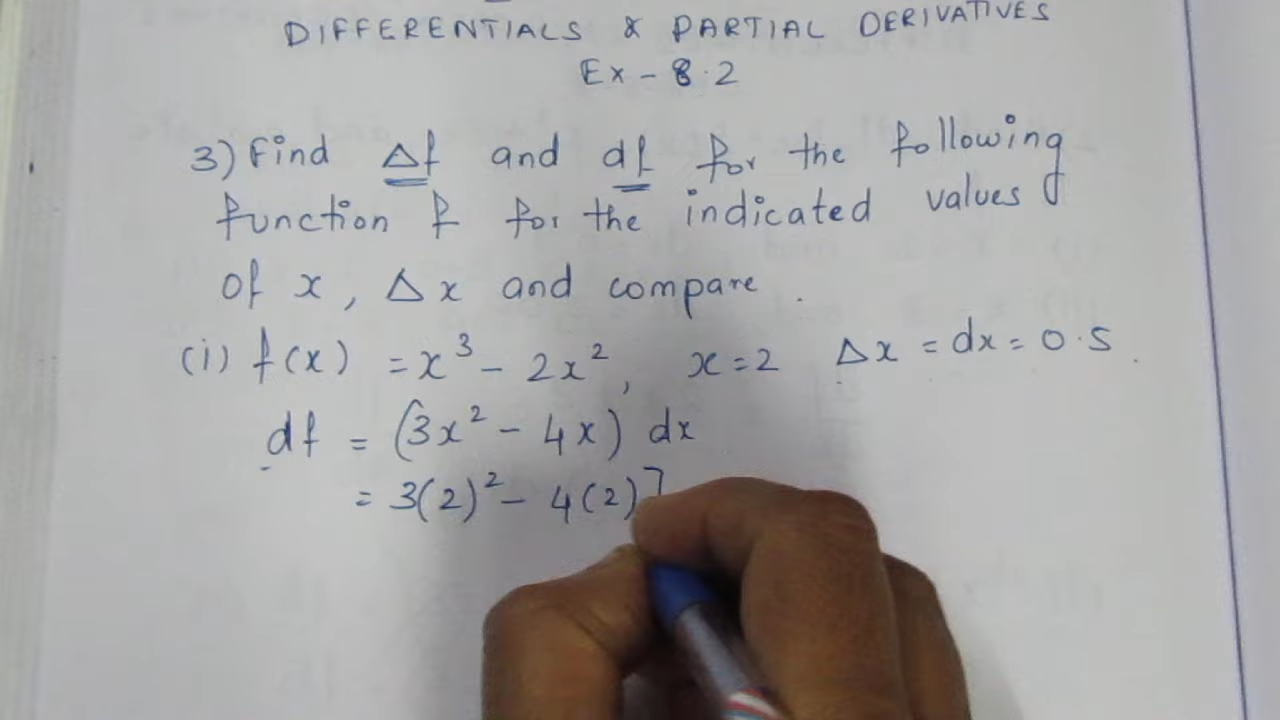 DIFFERENTIALS & PARTIAL DERIVATIVES
Ex - 8.2
3) Find Δf and df for the following
function f for the indicated values
of x, Δx and compare.
(i) f(x) = x³ - 2x², x = 2 Δx = dx = 0.5.
df = (3x² - 4x) dx
= 3(2)² - 4(2)]